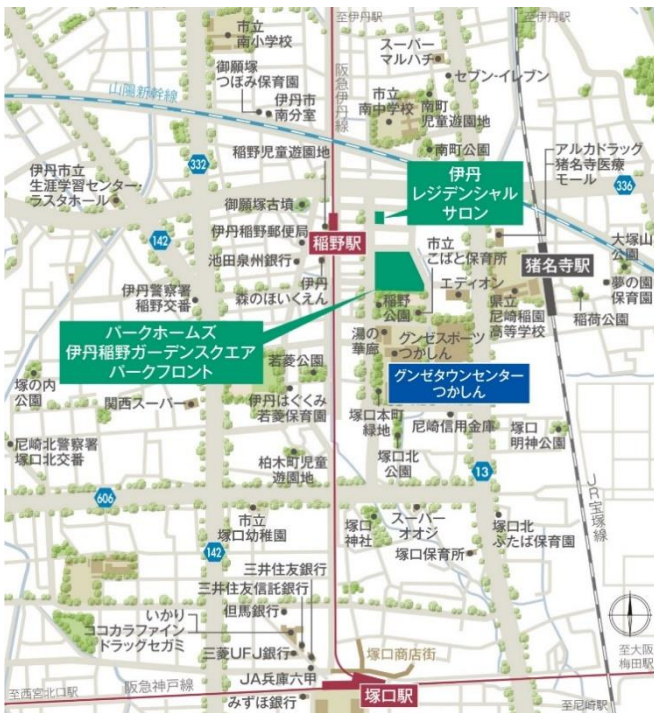 至伊丹駅
至伊丹駅
市立
南小学校
スーパー
マルハチ
御願塚
つぼみ保育園
阪急伊丹線
セブン-イレブン
山陽新幹線
伊丹市
南分室
市立
南中学校
南町
児童遊園地
稲野児童遊園地
南町公園
アルカドラッグ
猪名寺医療
モール
332
伊丹市立
生涯学習センター・
ラスタホール
伊丹
レジデンシャル
サロン
336
御願塚古墳
伊丹稲野郵便局
稲野駅
142
池田泉州銀行
市立
こばと保育所
猪名寺駅
大塚山
公園
伊丹
森のほいくえん
エディオン
夢の園
保育園
伊丹警察署
稲野交番
稲野
公園
県立
尼崎稲園
高等学校
稲荷公園
パークホームズ
伊丹稲野ガーデンスクエア
パークフロント
湯の
華廊
グンゼスポーツ
つかしん
若菱公園
グンゼタウンセンター
つかしん
塚の内
公園
関西スーパー
伊丹はぐくみ
若菱保育園
塚口本町
緑地
尼崎信用金庫
塚口
明神公園
尼崎北警察署
塚口北交番
柏木町児童
遊園地
塚口北
公園
13
JR宝塚線
606
市立
塚口幼稚園
塚口
神社
スーパー
オオジ
塚口北
ふたば保育園
142
塚口保育所
三井住友銀行
三井住友信託銀行
但馬銀行
いかり
ココカラファイン
ドラッグセガミ
三菱UFJ銀行
塚口商店街
至大阪
梅田駅
JA兵庫六甲
至西宮北口駅
阪急神戸線
塚口駅
みずほ銀行
至尼崎駅